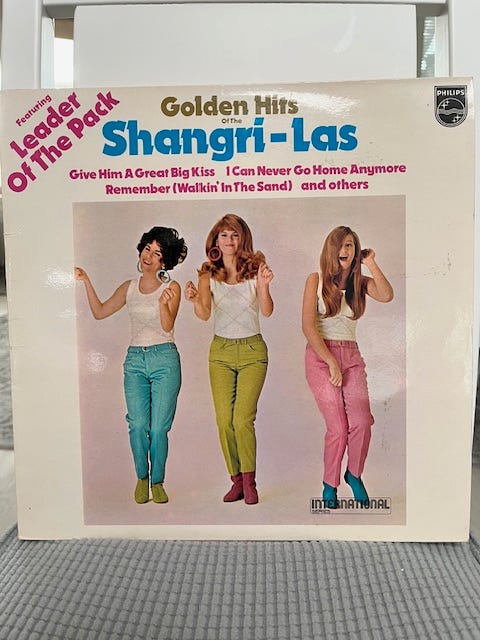 Featuring
Leader
Of The Pack
Golden Hits
Of The
Shangri-Las
Give Him A Great Big Kiss I Can Never Go Home Anymore
Remember (Walkin' In The Sand) and others
PHILIPS
INTERNATIONAL
SERIES